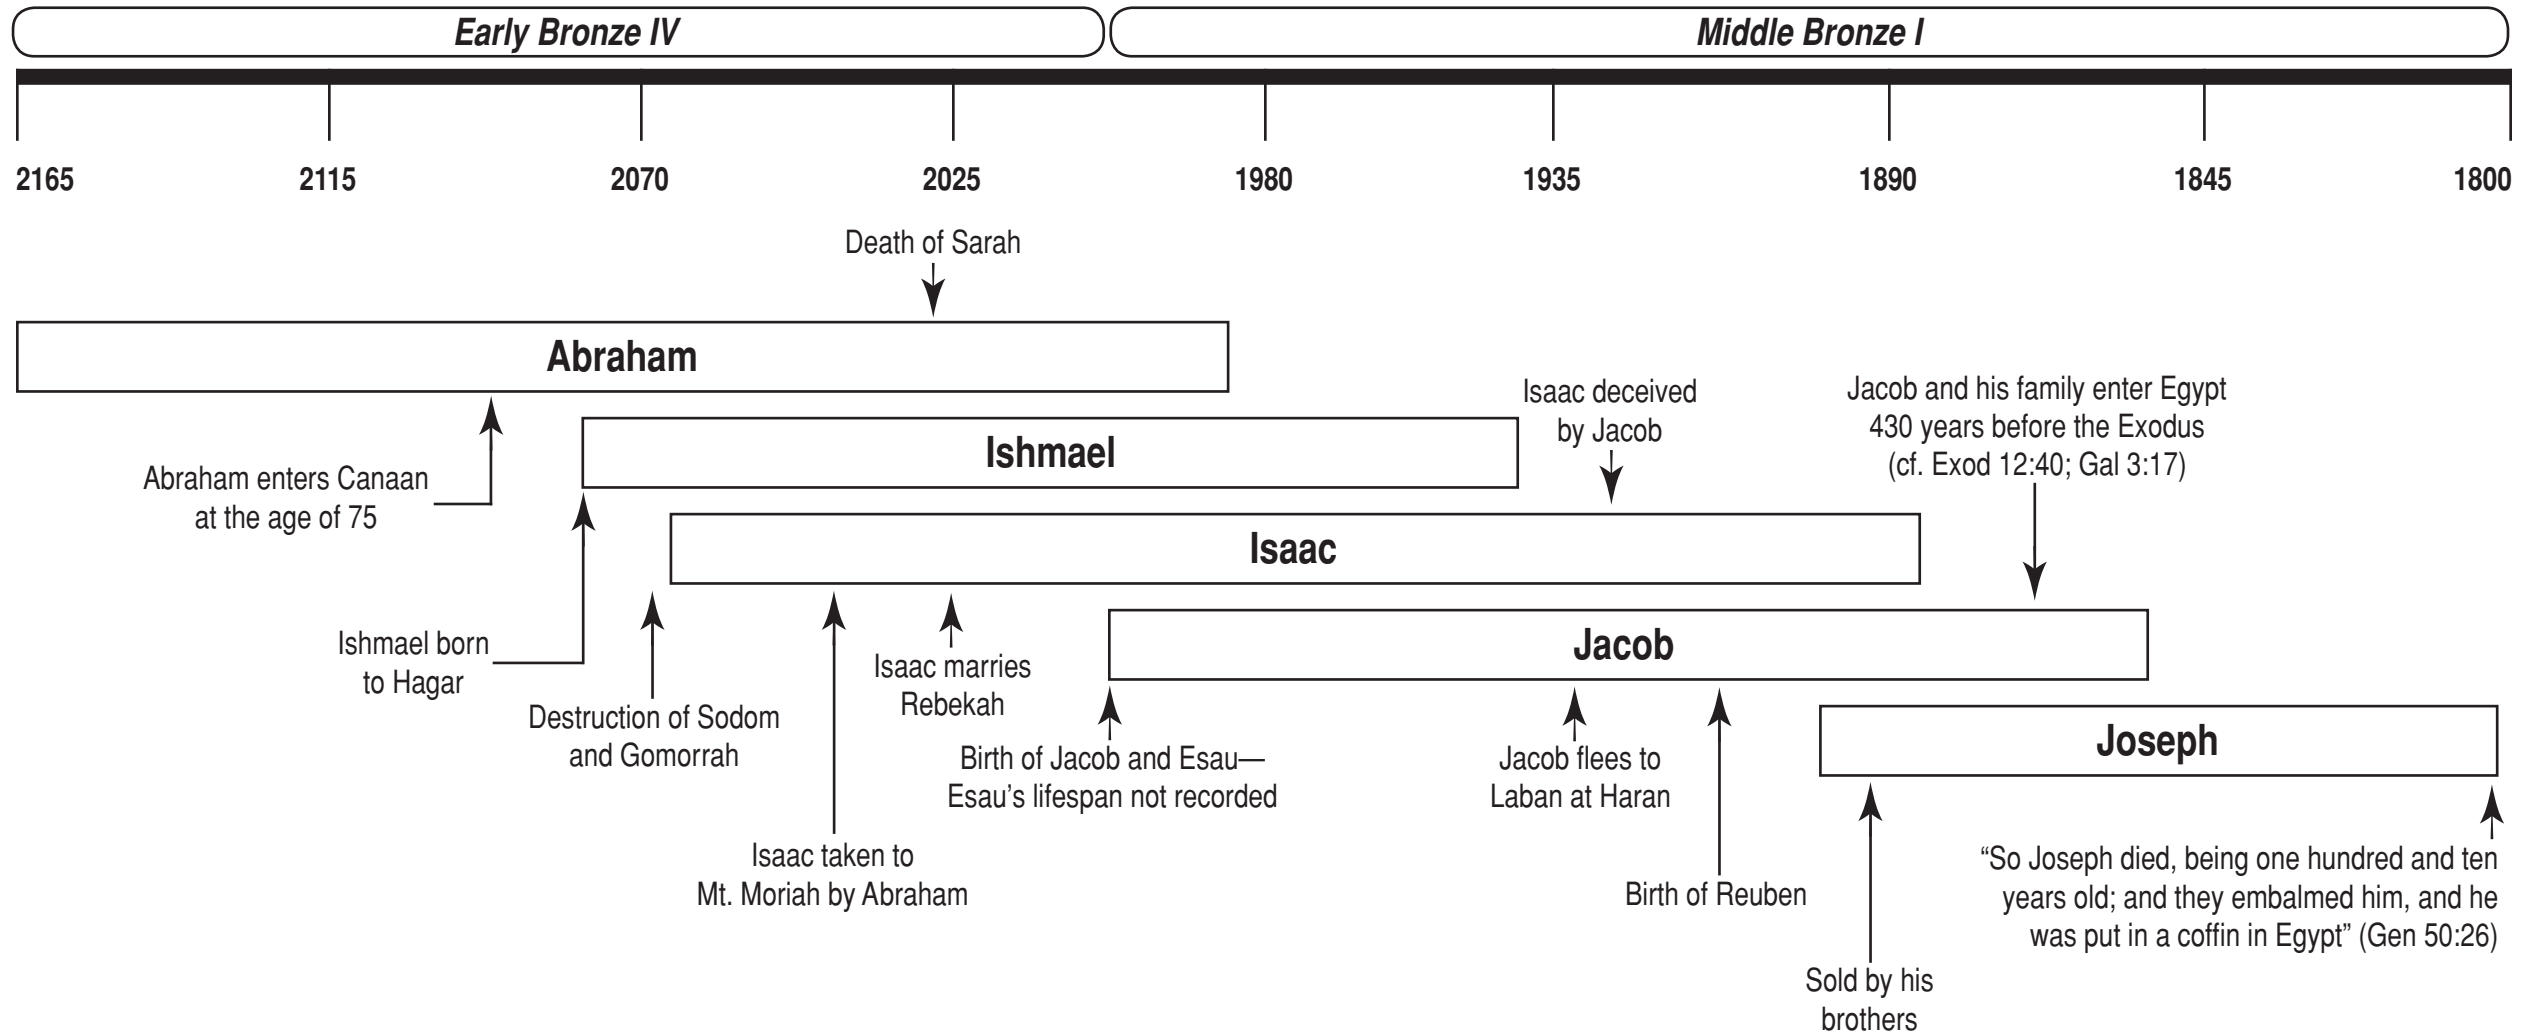 Early Bronze IV
Middle Bronze I
2165
2115
2070
2025
1980
1935
1890
1845
1800
Death of Sarah
Abraham
Abraham enters Canaan
at the age of 75
Ishmael
Isaac deceived
by Jacob
Jacob and his family enter Egypt
430 years before the Exodus
(cf. Exod 12:40; Gal 3:17)
Isaac
Ishmael born
to Hagar
Destruction of Sodom
and Gomorrah
Isaac taken to
Mt. Moriah by Abraham
Isaac marries
Rebekah
Jacob
Birth of Jacob and Esau—
Esau’s lifespan not recorded
Jacob flees to
Laban at Haran
Birth of Reuben
Joseph
Sold by his
brothers
“So Joseph died, being one hundred and ten
years old; and they embalmed him, and he
was put in a coffin in Egypt” (Gen 50:26)